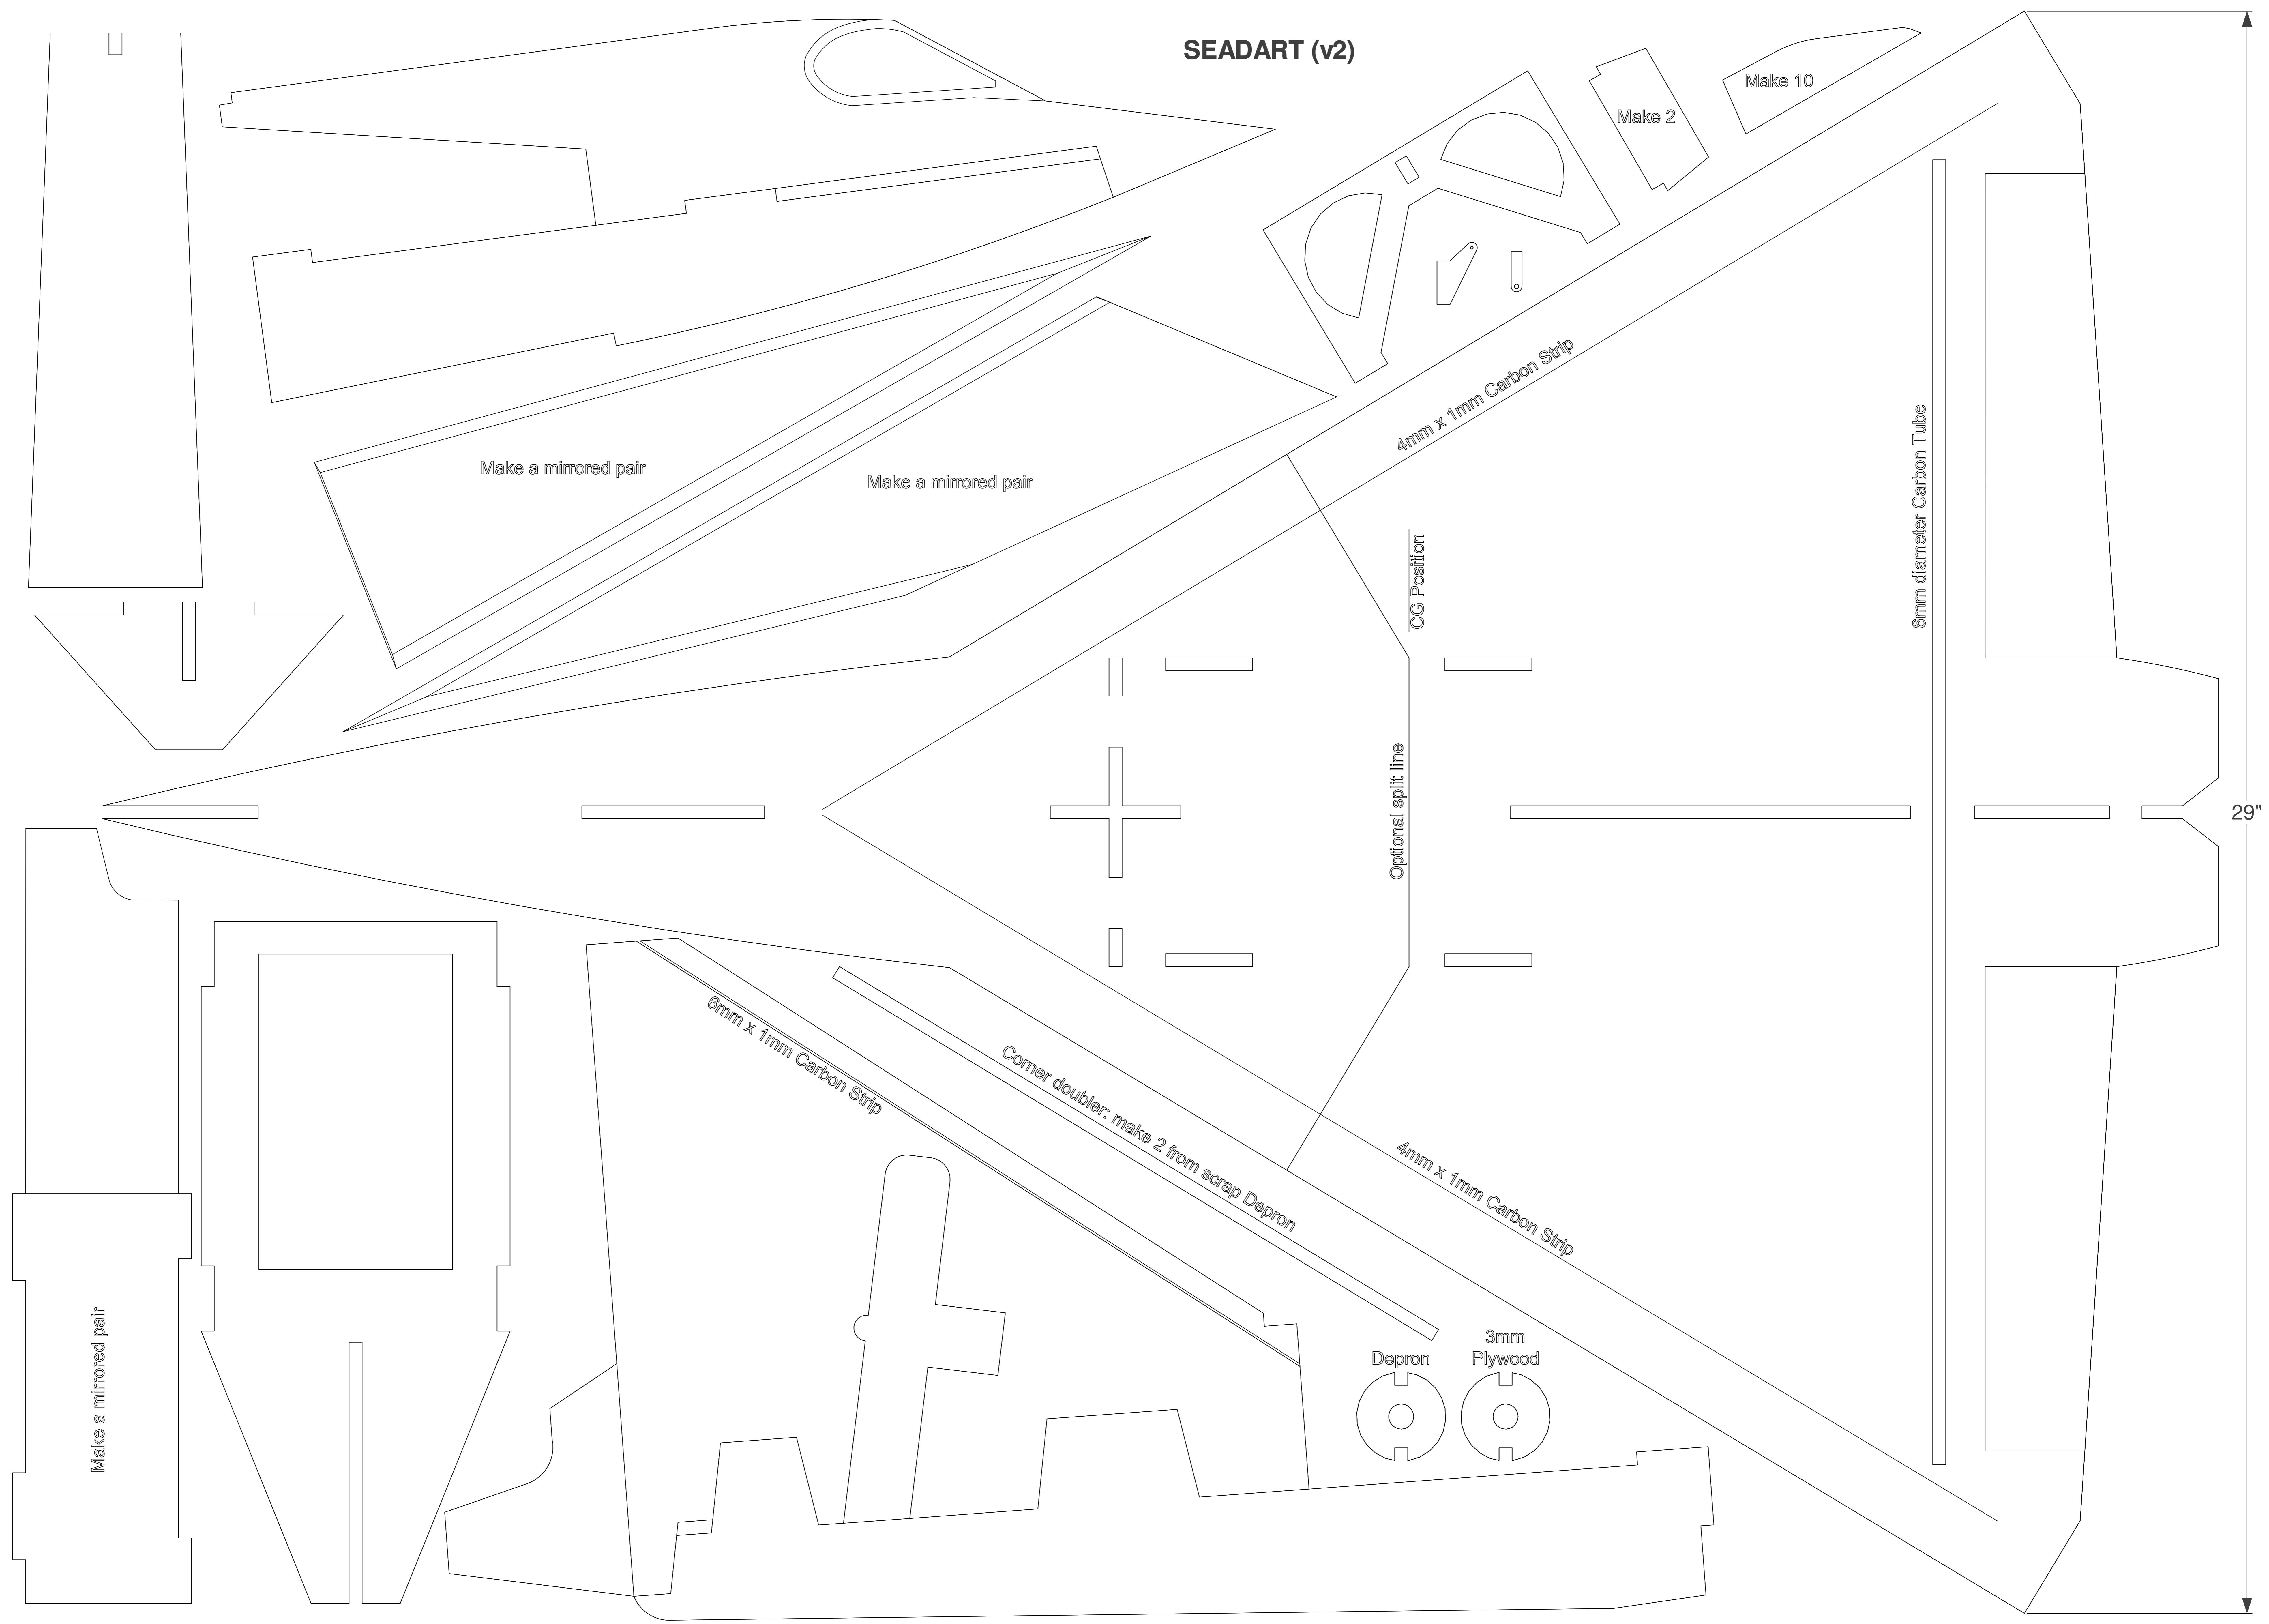 SEADART (v2)
Make 10
Make 2
4mm x 1mm Carbon Strip
6mm diameter Carbon Tube
Make a mirrored pair
Make a mirrored pair
CG Position
Optional split line
29"
6mm x 1mm Carbon Strip
Corner doubler: make 2 from scrap Depron
4mm x 1mm Carbon Strip
Make a mirrored pair
Depron
3mm
Plywood